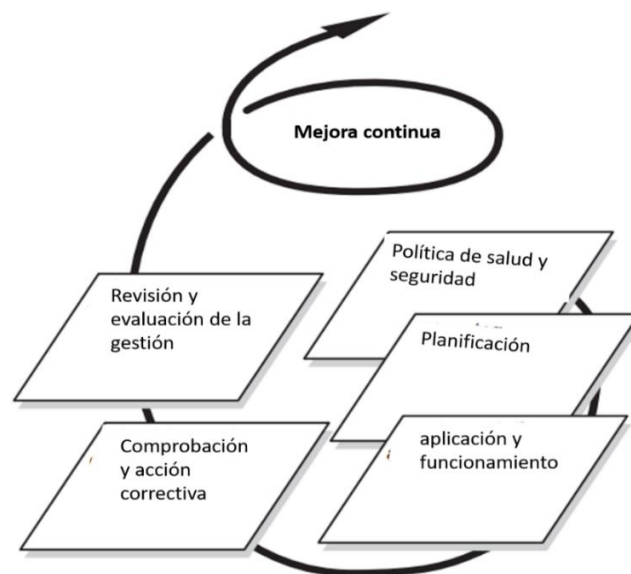 Mejora continua
Política de salud y
seguridad
Revisión y
evaluación de la
gestión
Planificación
Comprobación
y acción
correctiva
aplicación y
funcionamiento